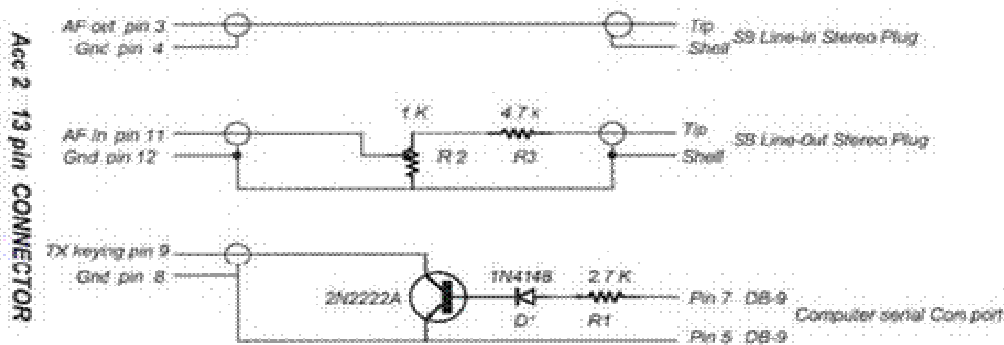 AF out pin 3
Gnd pin 4
Tip
Shell
SB Line-In Stereo Plug
Acc 2 13 pin CONNECTOR
1 K
4.7 K
AF In pin 11
Gnd pin 12
R2
R3
Tip
Shell
SB Line-Out Stereo Plug
TX keying pin 9
Gnd pin 8
1N4148
2.7 K
2N2222A
D1
R1
Pin 7 DB-9
Pin 5 DB-9
Computer serial Com port